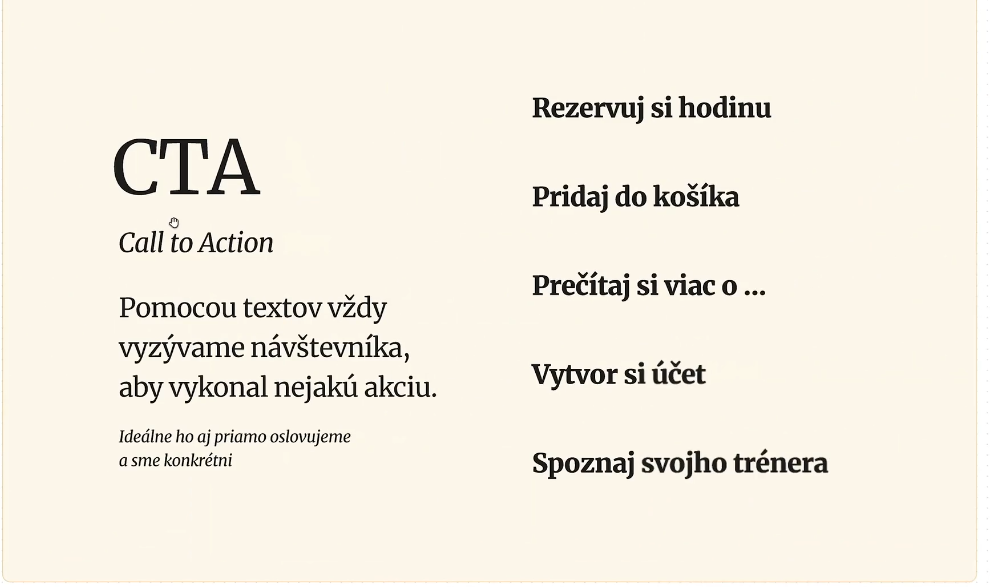 CTA
Call to Action
Pomocou textov vždy
vyzývame návštevníka,
aby vykonal nejakú akciu.
Ideálne ho aj priamo oslovujeme
a sme konkrétni
Rezervuj si hodinu
Pridaj do košíka
Prečítaj si viac o ...
Vytvor si účet
Spoznaj svojho trénera